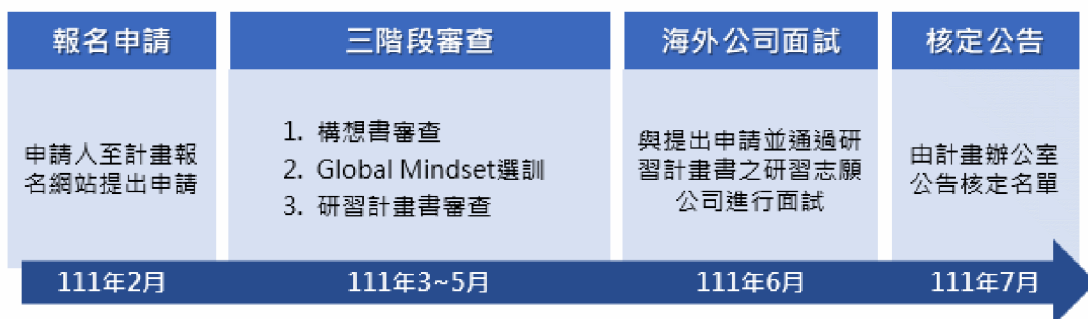 報名申請
申請人至計畫報
名網站提出申請
111年2月
三階段審查
1. 構想書審查
2. Global Mindset選訓
3. 研習計畫書審查
111年3~5月
海外公司面試
與提出申請並通過研
習計畫書之研習志願
公司進行面試
111年6月
核定公告
由計畫辦公室
公告核定名單
111年7月